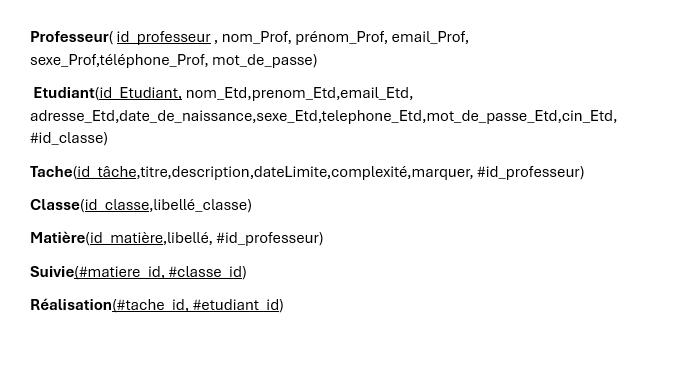 Professeur( id_professeur , nom_Prof, prénom_Prof, email_Prof,
sexe_Prof,téléphone_Prof, mot_de_passe)
Etudiant(id_Etudiant, nom_Etd,prenom_Etd,email_Etd,
adresse_Etd,date_de_naissance,sexe_Etd,telephone_Etd,mot_de_passe_Etd,cin_Etd,
#id_classe)
Tache(id_tâche,titre,description,dateLimite,complexité,marquer, #id_professeur)
Classe(id_classe,libellé_classe)
Matière(id_matière,libellé, #id_professeur)
Suivie(#matiere_id, #classe_id)
Réalisation(#tache_id, #etudiant_id)